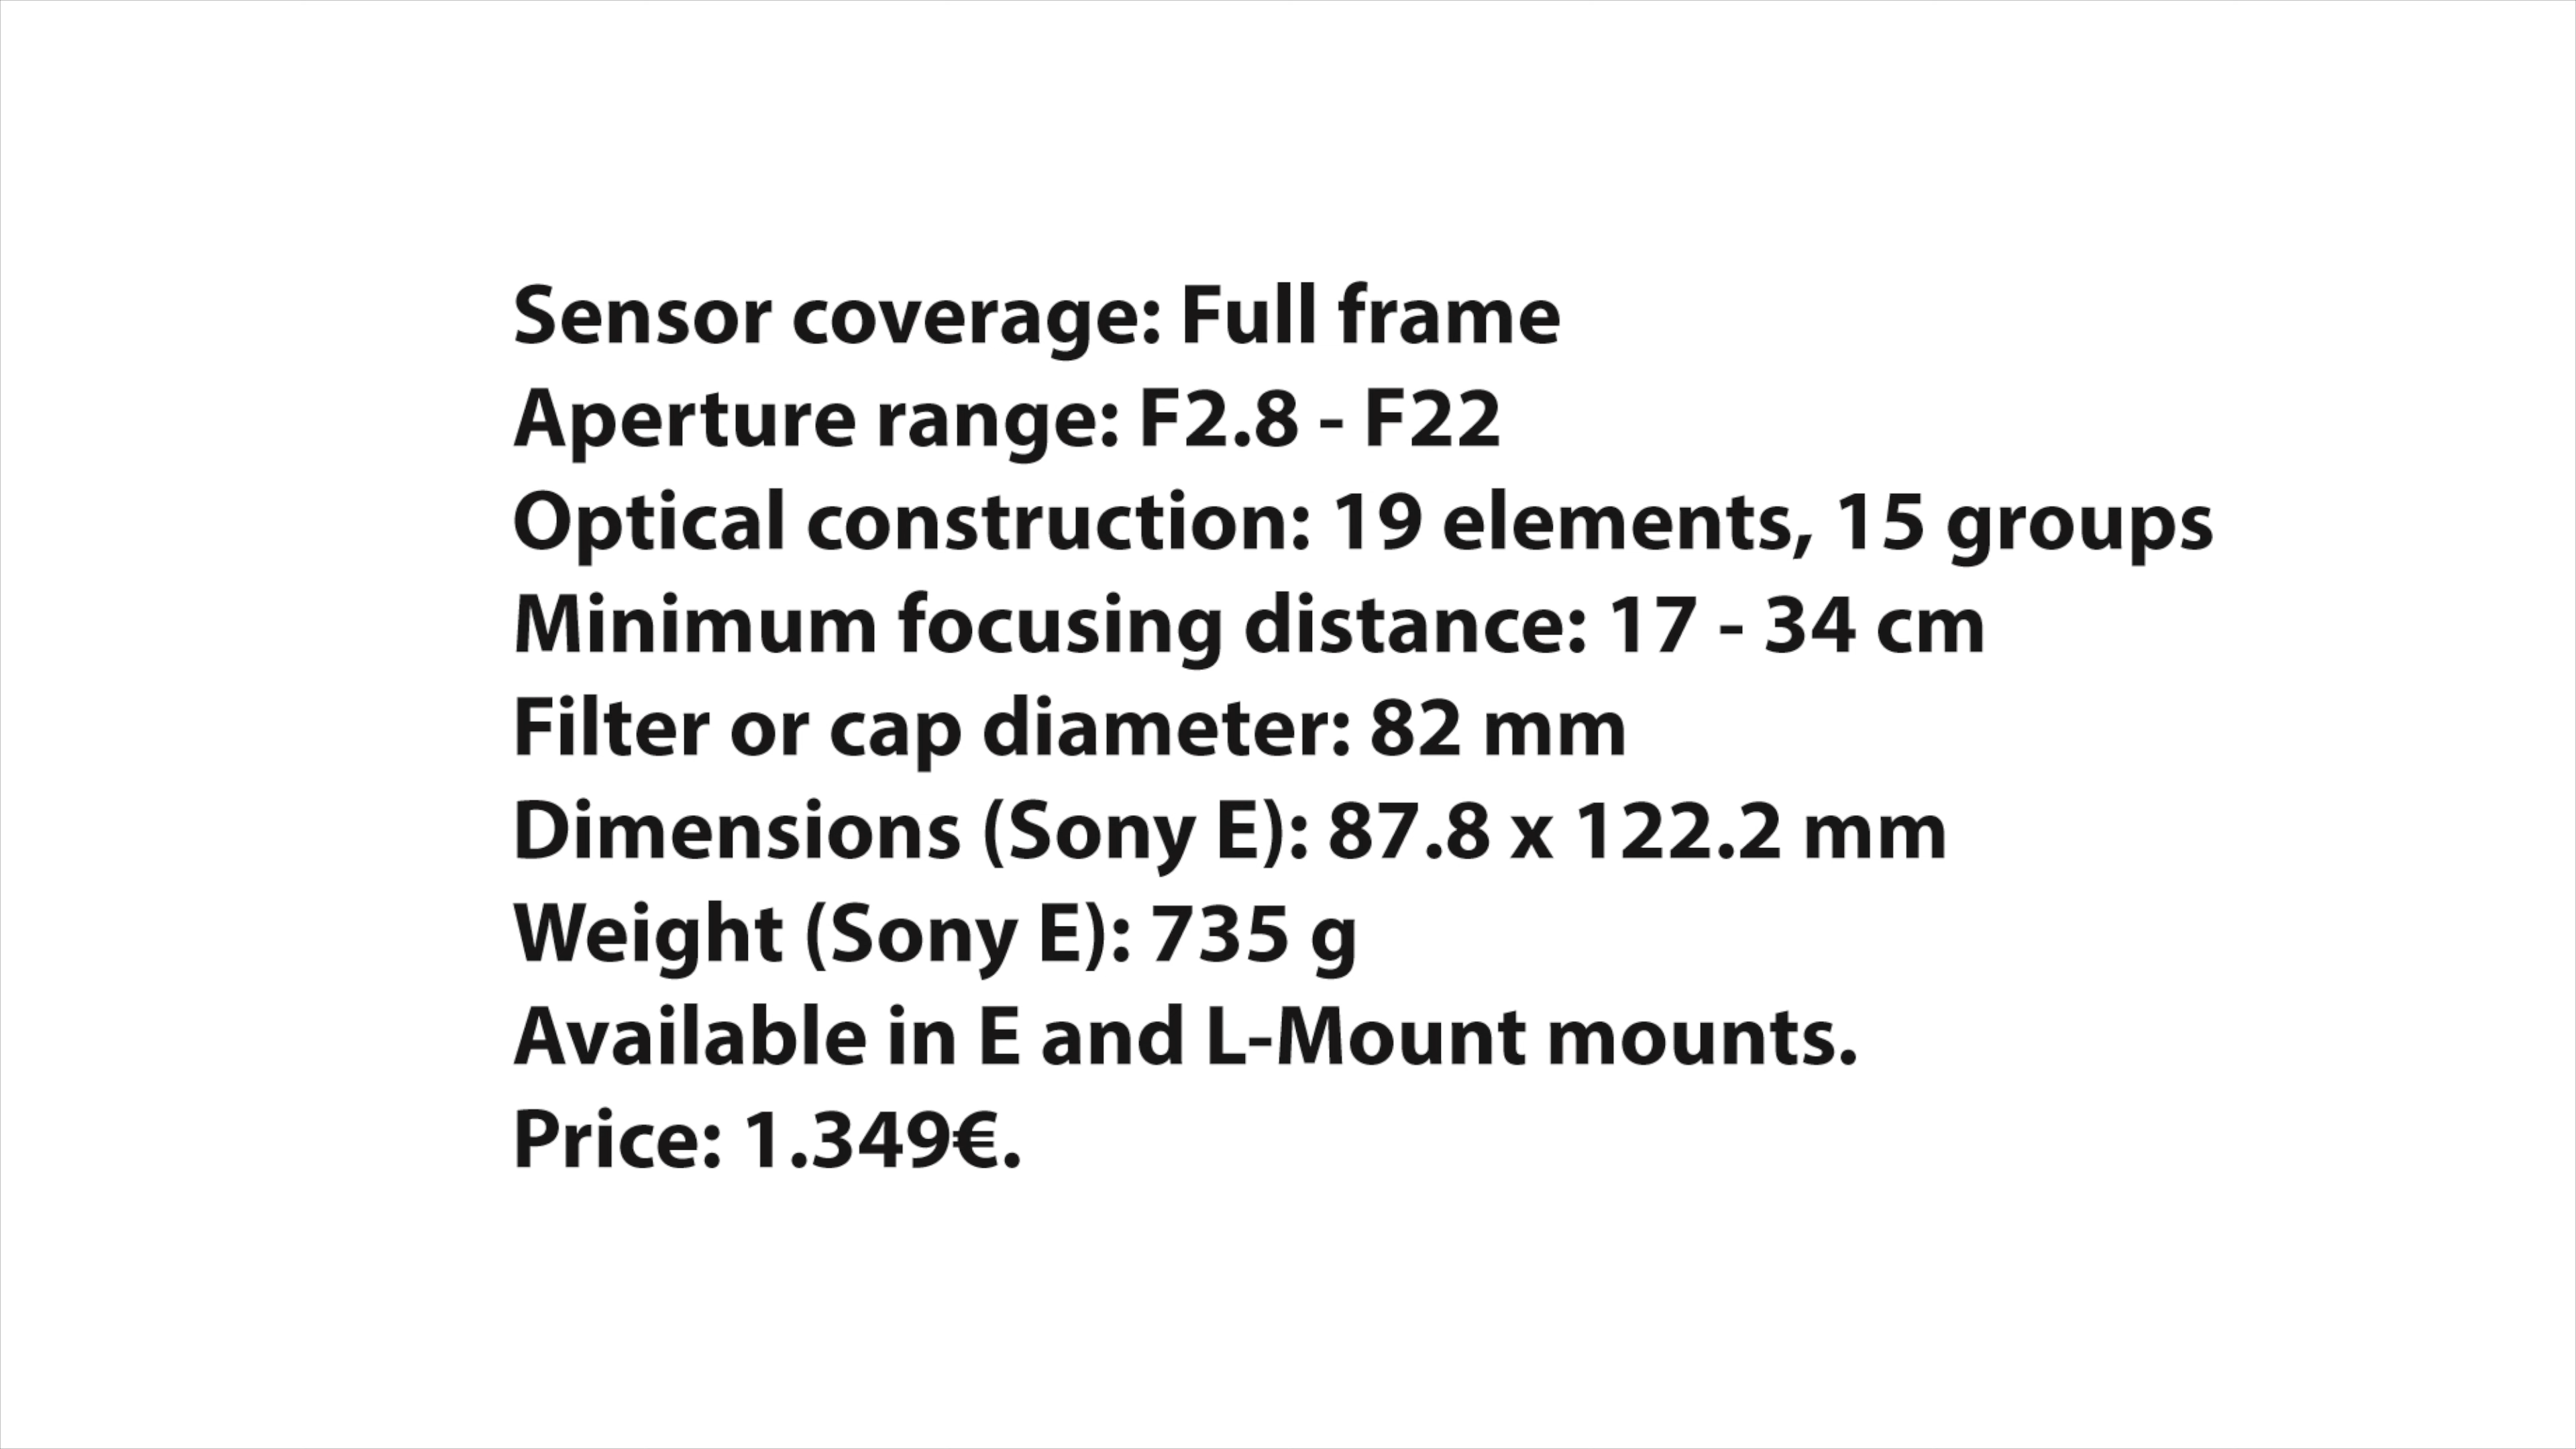 Sensor coverage: Full frame
Aperture range: F2.8 - F22
Optical construction: 19 elements, 15 groups
Minimum focusing distance: 17 - 34 cm
Filter or cap diameter: 82 mm
Dimensions (Sony E): 87.8 x 122.2 mm
Weight (Sony E): 735 g
Available in E and L-Mount mounts.
Price: 1.349€.